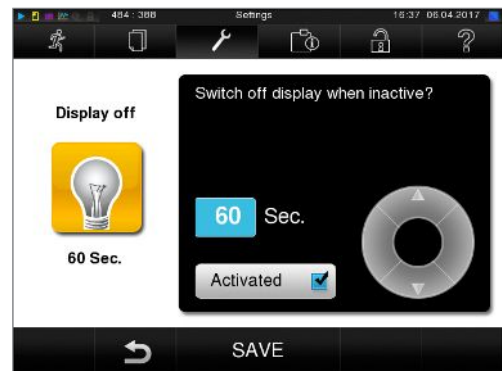 484 : 388 Settings 16:37 06.04.2017
Display off
60 Sec.
Switch off display when inactive?
60 Sec.
Activated
SAVE